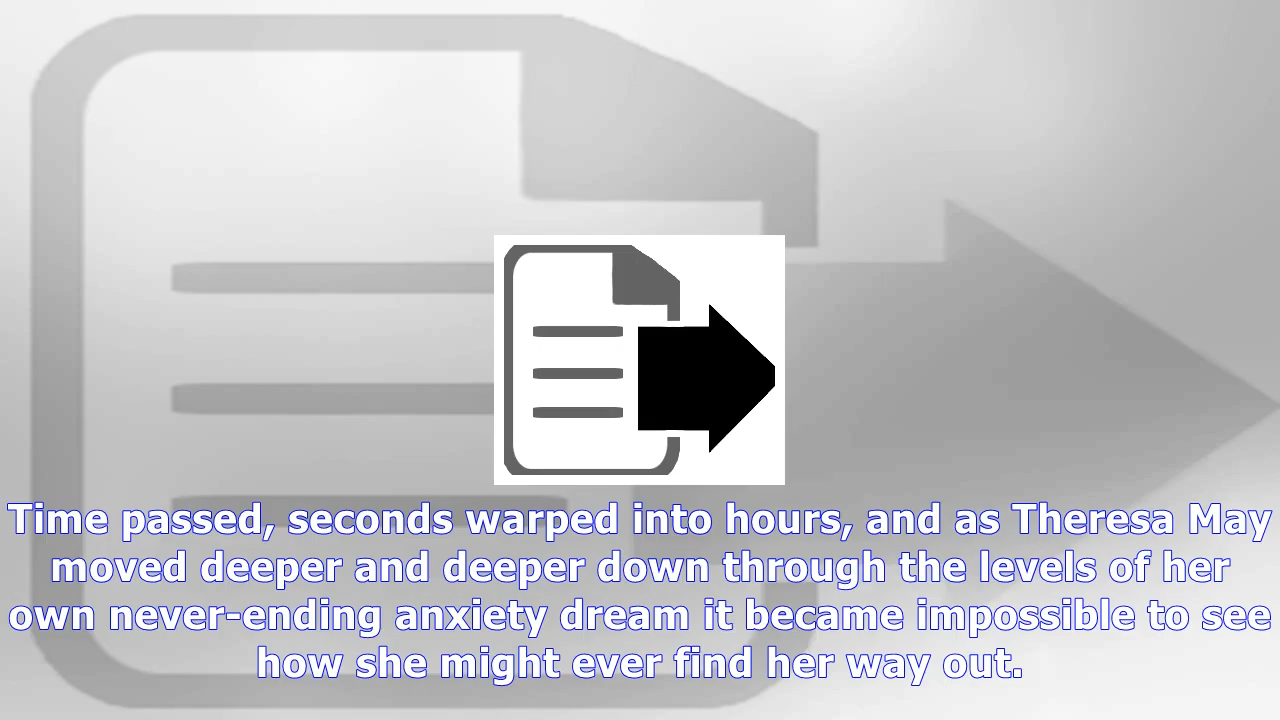 Time passed, seconds warped into hours, and as Theresa May
moved deeper and deeper down through the levels of her
own never-ending anxiety dream it became impossible to see
how she might ever find her way out.